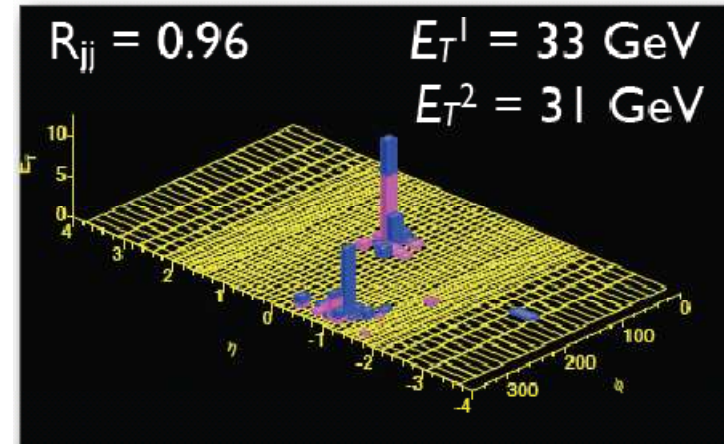 R_jj = 0.96
E_T^1 = 33 GeV
E_T^2 = 31 GeV
E_T
10
5
0
4
3
2
1
0
-1
-2
-3
-4
η
0
100
200
300
φ